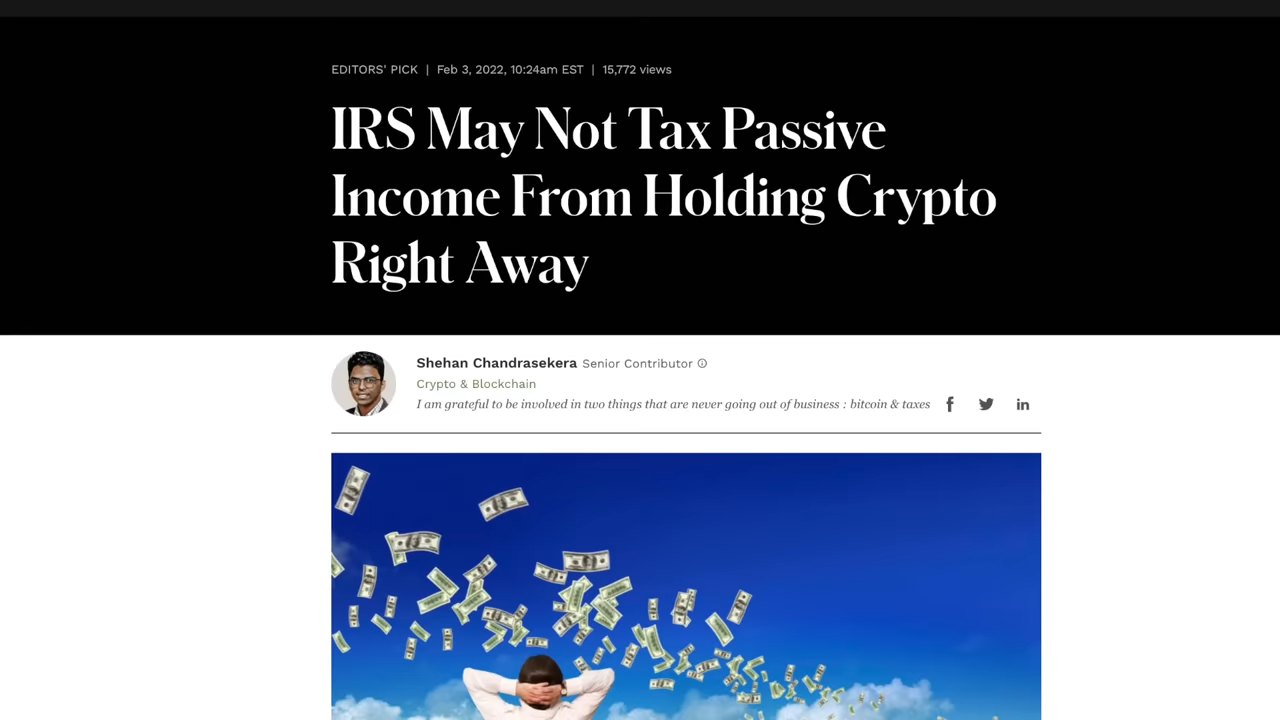 EDITORS' PICK | Feb 3, 2022, 10:24am EST | 15,772 views
IRS May Not Tax Passive
Income From Holding Crypto
Right Away
Shehan Chandrasekera Senior Contributor
Crypto & Blockchain
I am grateful to be involved in two things that are never going out of business : bitcoin & taxes